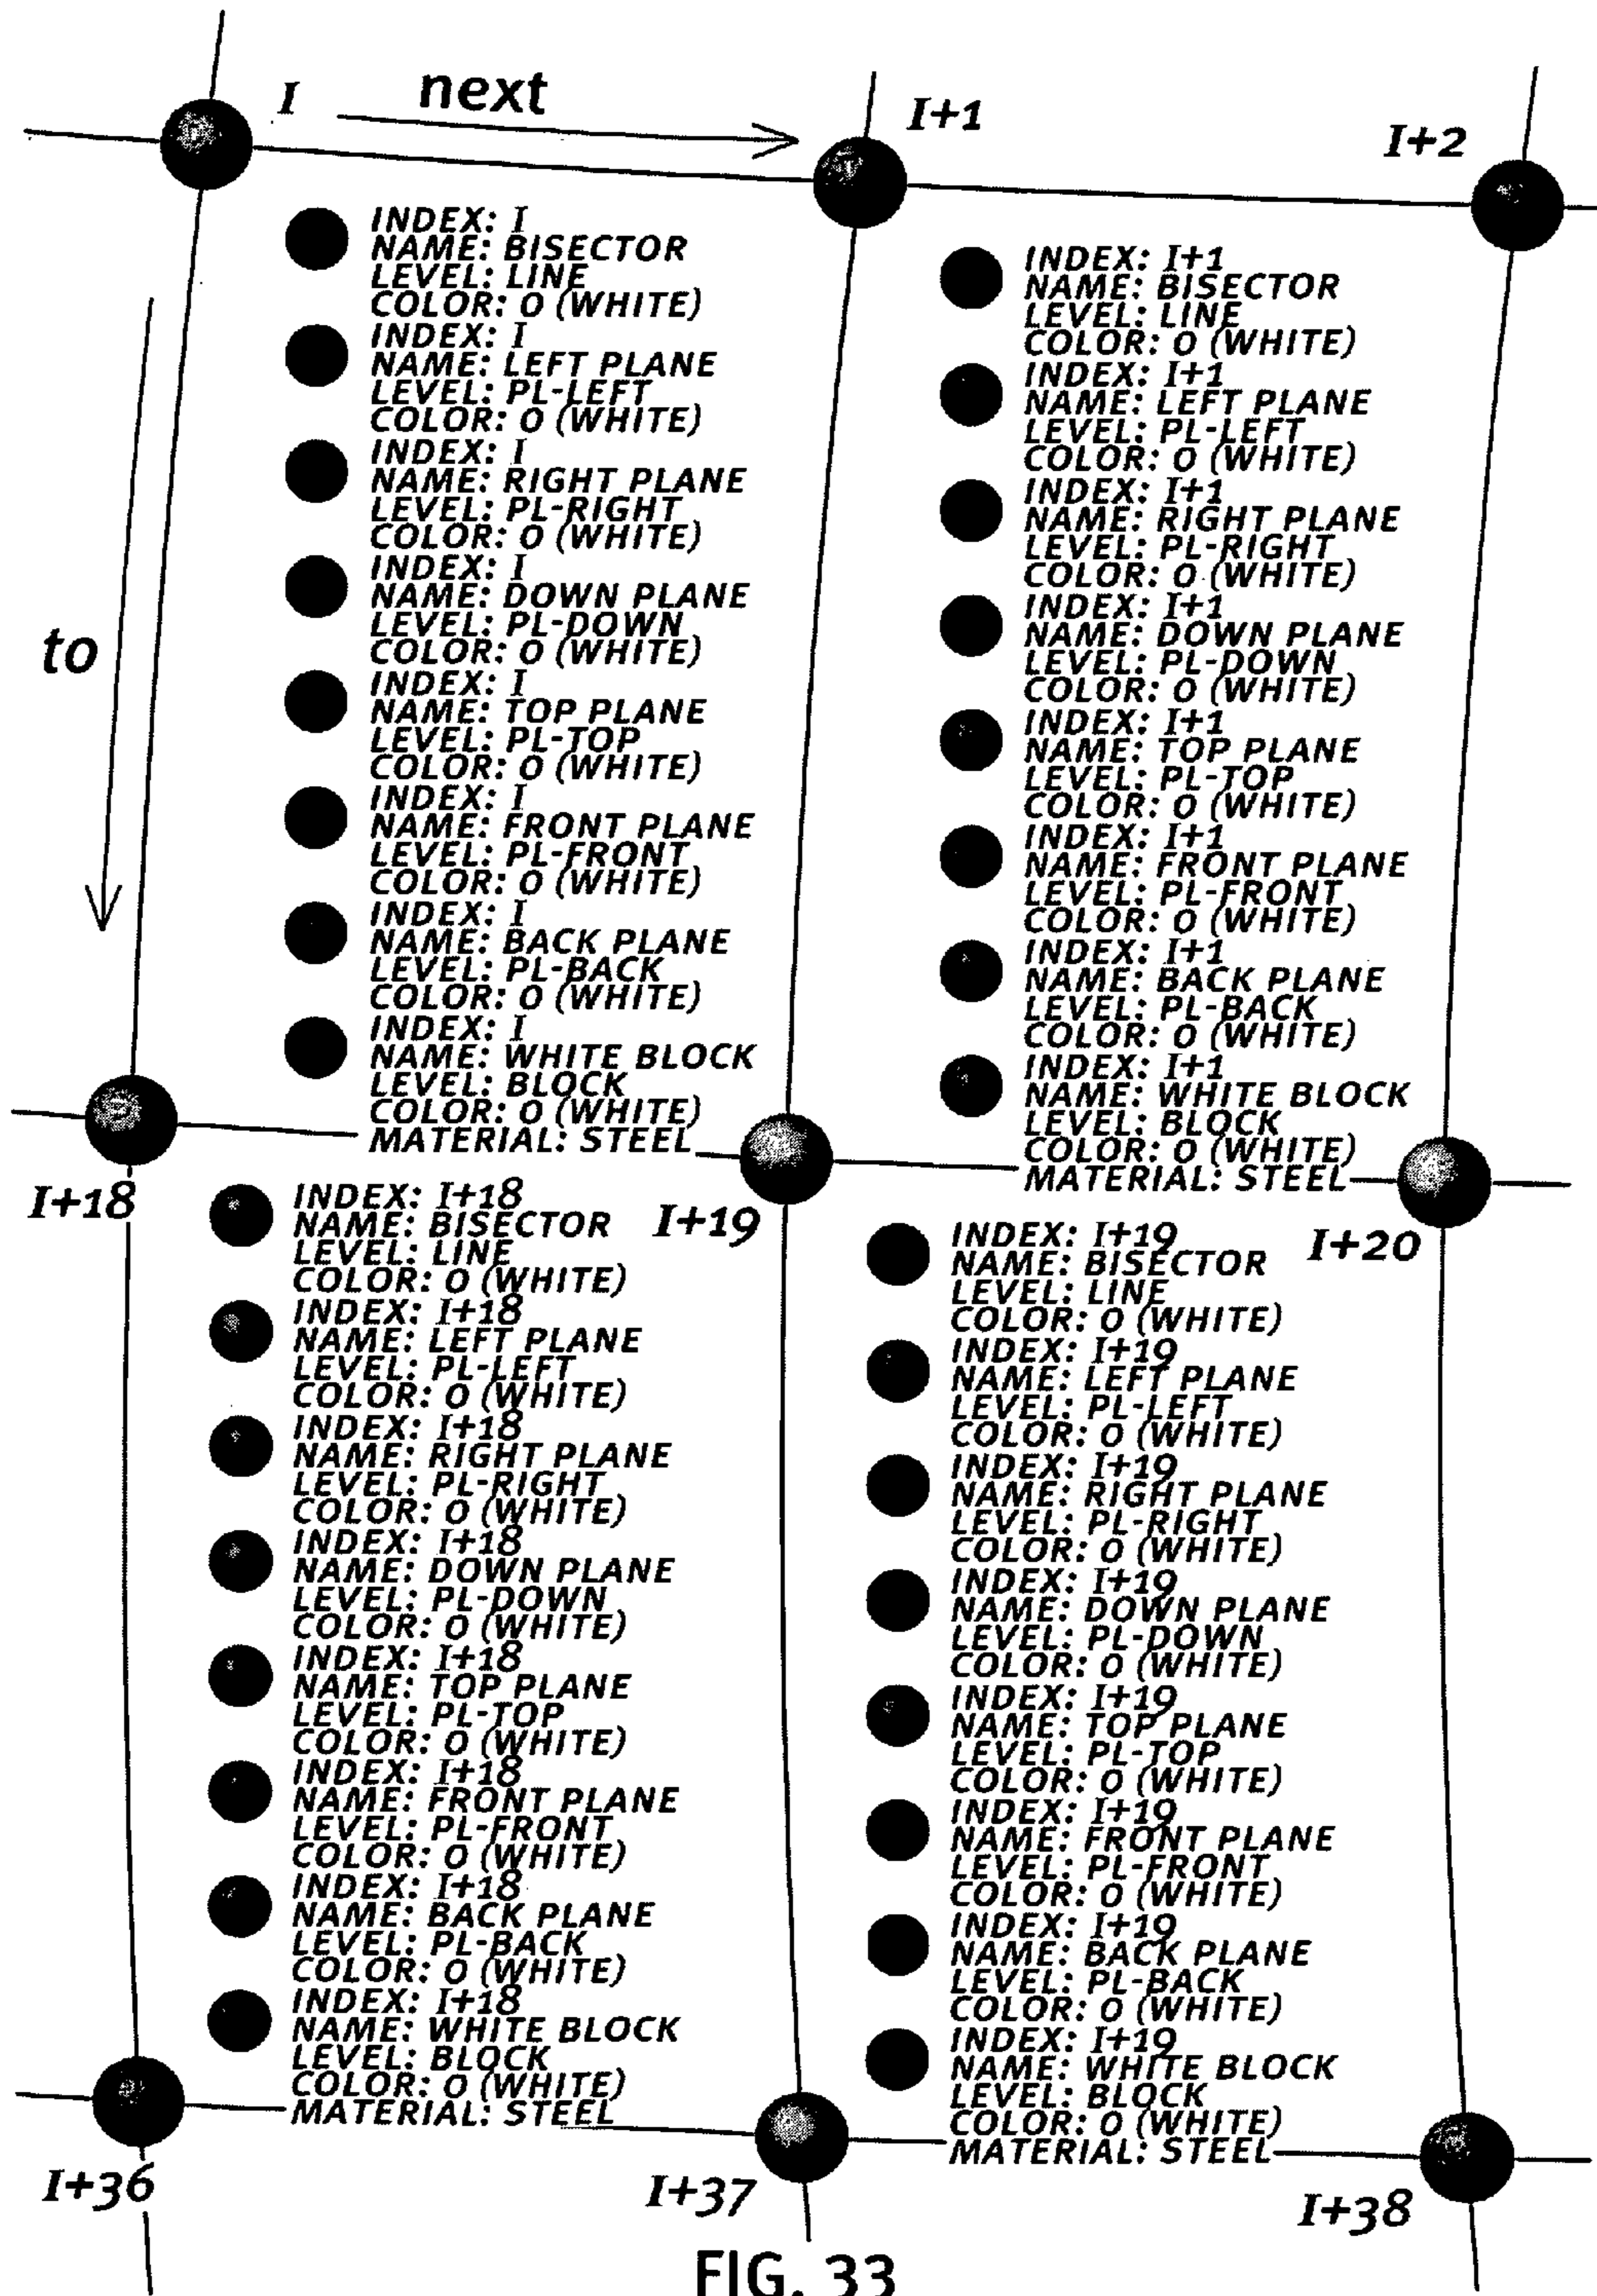 I
next
I+1
I+2
INDEX: I
NAME: BISECTOR
LEVEL: LINE
COLOR: 0 (WHITE)
INDEX: I
NAME: LEFT PLANE
LEVEL: PL-LEFT
COLOR: 0 (WHITE)
INDEX: I
NAME: RIGHT PLANE
LEVEL: PL-RIGHT
COLOR: 0 (WHITE)
INDEX: I
NAME: DOWN PLANE
LEVEL: PL-DOWN
COLOR: 0 (WHITE)
INDEX: I
NAME: TOP PLANE
LEVEL: PL-TOP
COLOR: 0 (WHITE)
INDEX: I
NAME: FRONT PLANE
LEVEL: PL-FRONT
COLOR: 0 (WHITE)
INDEX: I
NAME: BACK PLANE
LEVEL: PL-BACK
COLOR: 0 (WHITE)
INDEX: I
NAME: WHITE BLOCK
LEVEL: BLOCK
COLOR: 0 (WHITE)
MATERIAL: STEEL
INDEX: I+1
NAME: BISECTOR
LEVEL: LINE
COLOR: 0 (WHITE)
INDEX: I+1
NAME: LEFT PLANE
LEVEL: PL-LEFT
COLOR: 0 (WHITE)
INDEX: I+1
NAME: RIGHT PLANE
LEVEL: PL-RIGHT
COLOR: 0 (WHITE)
INDEX: I+1
NAME: DOWN PLANE
LEVEL: PL-DOWN
COLOR: 0 (WHITE)
INDEX: I+1
NAME: TOP PLANE
LEVEL: PL-TOP
COLOR: 0 (WHITE)
INDEX: I+1
NAME: FRONT PLANE
LEVEL: PL-FRONT
COLOR: 0 (WHITE)
INDEX: I+1
NAME: BACK PLANE
LEVEL: PL-BACK
COLOR: 0 (WHITE)
INDEX: I+1
NAME: WHITE BLOCK
LEVEL: BLOCK
COLOR: 0 (WHITE)
MATERIAL: STEEL
to
I+18
I+19
I+20
INDEX: I+18
NAME: BISECTOR
LEVEL: LINE
COLOR: 0 (WHITE)
INDEX: I+18
NAME: LEFT PLANE
LEVEL: PL-LEFT
COLOR: 0 (WHITE)
INDEX: I+18
NAME: RIGHT PLANE
LEVEL: PL-RIGHT
COLOR: 0 (WHITE)
INDEX: I+18
NAME: DOWN PLANE
LEVEL: PL-DOWN
COLOR: 0 (WHITE)
INDEX: I+18
NAME: TOP PLANE
LEVEL: PL-TOP
COLOR: 0 (WHITE)
INDEX: I+18
NAME: FRONT PLANE
LEVEL: PL-FRONT
COLOR: 0 (WHITE)
INDEX: I+18
NAME: BACK PLANE
LEVEL: PL-BACK
COLOR: 0 (WHITE)
INDEX: I+18
NAME: WHITE BLOCK
LEVEL: BLOCK
COLOR: 0 (WHITE)
MATERIAL: STEEL
INDEX: I+19
NAME: BISECTOR
LEVEL: LINE
COLOR: 0 (WHITE)
INDEX: I+19
NAME: LEFT PLANE
LEVEL: PL-LEFT
COLOR: 0 (WHITE)
INDEX: I+19
NAME: RIGHT PLANE
LEVEL: PL-RIGHT
COLOR: 0 (WHITE)
INDEX: I+19
NAME: DOWN PLANE
LEVEL: PL-DOWN
COLOR: 0 (WHITE)
INDEX: I+19
NAME: TOP PLANE
LEVEL: PL-TOP
COLOR: 0 (WHITE)
INDEX: I+19
NAME: FRONT PLANE
LEVEL: PL-FRONT
COLOR: 0 (WHITE)
INDEX: I+19
NAME: BACK PLANE
LEVEL: PL-BACK
COLOR: 0 (WHITE)
INDEX: I+19
NAME: WHITE BLOCK
LEVEL: BLOCK
COLOR: 0 (WHITE)
MATERIAL: STEEL
I+36
I+37
I+38
FIG. 33